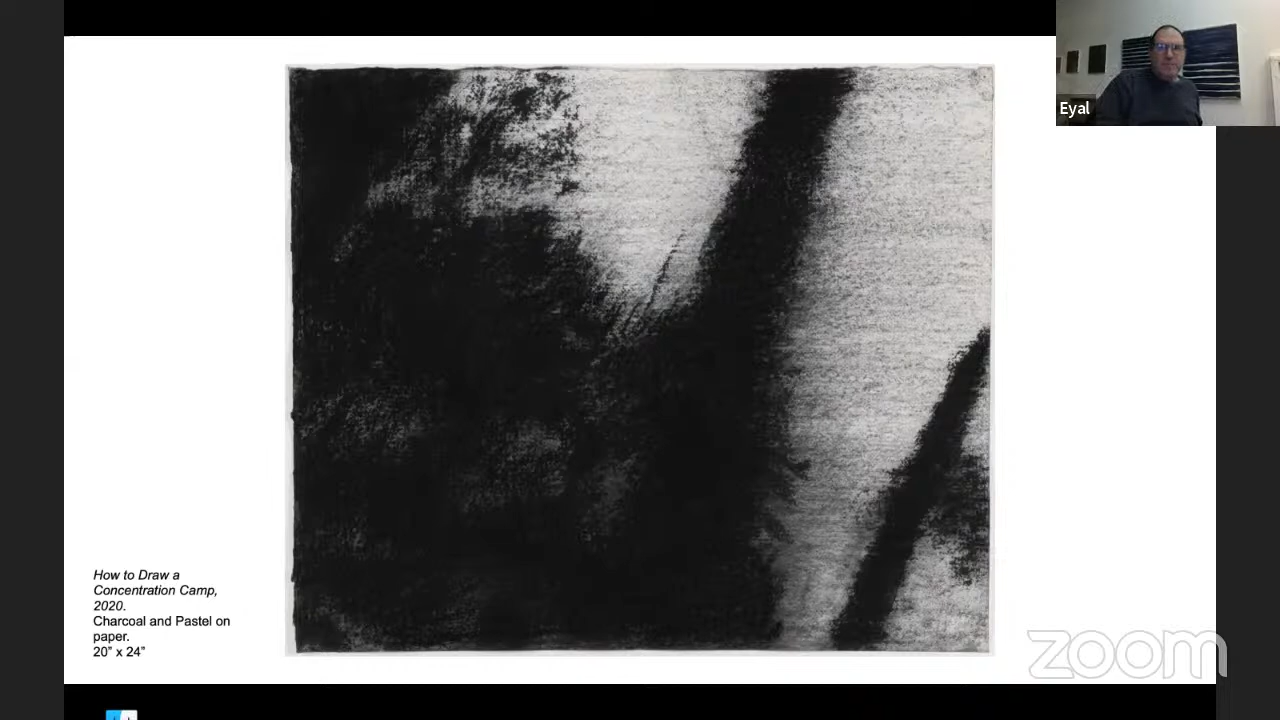 Eyal
How to Draw a
Concentration Camp,
2020.
Charcoal and Pastel on
paper.
20” x 24”
zoom